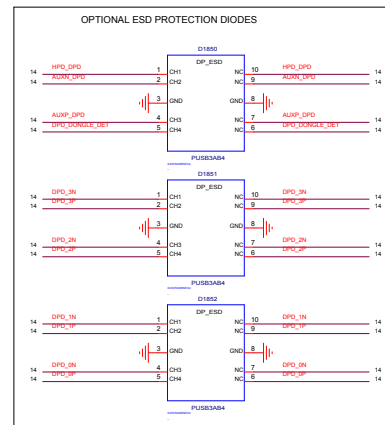 OPTIONAL ESD PROTECTION DIODES
D1850
DP_ESD
14 HPD_DPD 1 CH1 NC 10 HPD_DPD 14
14 AUXN_DPD 2 CH2 NC 9 AUXN_DPD 14
3 GND GND 8
14 AUXP_DPD 4 CH3 NC 7 AUXP_DPD 14
14 DPD_DONGLE_DET 5 CH4 NC 6 DPD_DONGLE_DET 14
PUSB3AB4
D1851
DP_ESD
14 DPD_3N 1 CH1 NC 10 DPD_3N 14
14 DPD_3P 2 CH2 NC 9 DPD_3P 14
3 GND GND 8
14 DPD_2N 4 CH3 NC 7 DPD_2N 14
14 DPD_2P 5 CH4 NC 6 DPD_2P 14
PUSB3AB4
D1852
DP_ESD
14 DPD_1N 1 CH1 NC 10 DPD_1N 14
14 DPD_1P 2 CH2 NC 9 DPD_1P 14
3 GND GND 8
14 DPD_0N 4 CH3 NC 7 DPD_0N 14
14 DPD_0P 5 CH4 NC 6 DPD_0P 14
PUSB3AB4